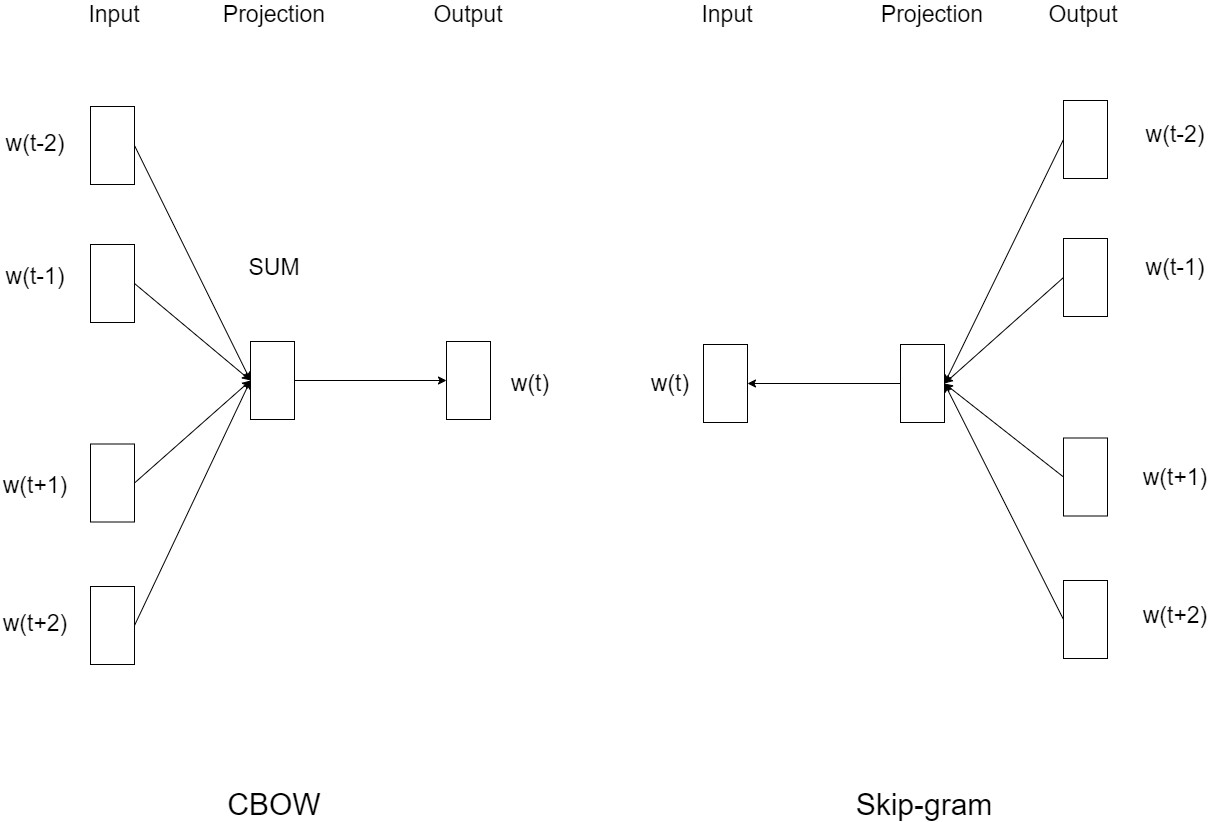 Input Projection Output
Input Projection Output
w(t-2)
w(t-1)
SUM
w(t)
w(t+1)
w(t+2)
w(t-2)
w(t-1)
w(t)
w(t+1)
w(t+2)
CBOW
Skip-gram